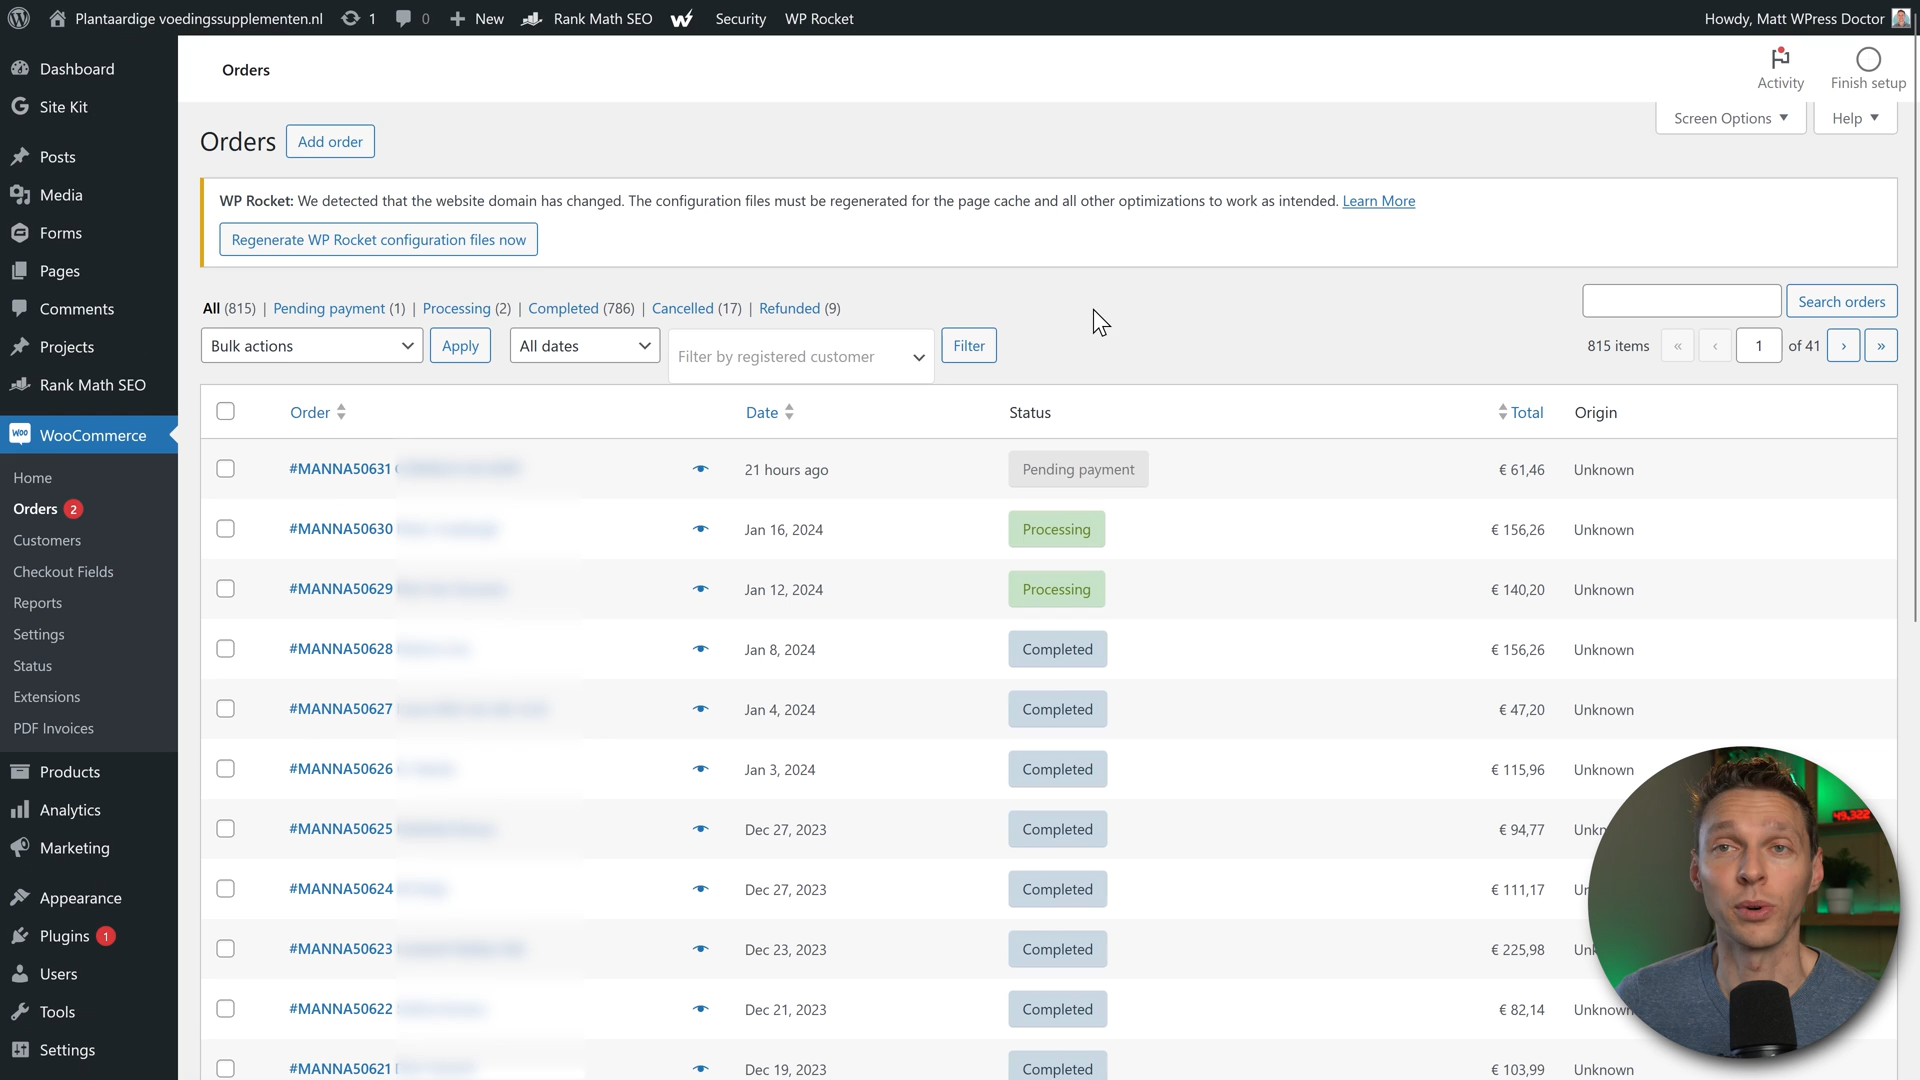 Plantaardige voedingssupplementen.nl 1 0 New Rank Math SEO Security WP Rocket Howdy, Matt WPress Doctor
Dashboard
Site Kit
Posts
Media
Forms
Pages
Comments
Projects
Rank Math SEO
WooCommerce
Home
Orders 2
Customers
Checkout Fields
Reports
Settings
Status
Extensions
PDF Invoices
Products
Analytics
Marketing
Appearance
Plugins 1
Users
Tools
Settings
Orders
Activity
Finish setup
Screen Options
Help
Orders Add order
WP Rocket: We detected that the website domain has changed. The configuration files must be regenerated for the page cache and all other optimizations to work as intended. Learn More
Regenerate WP Rocket configuration files now
All (815) | Pending payment (1) | Processing (2) | Completed (786) | Cancelled (17) | Refunded (9)
Search orders
Bulk actions Apply All dates Filter by registered customer Filter 815 items « ‹ 1 of 41 › »
Order Date Status Total Origin
#MANNA50631 21 hours ago Pending payment € 61,46 Unknown
#MANNA50630 Jan 16, 2024 Processing € 156,26 Unknown
#MANNA50629 Jan 12, 2024 Processing € 140,20 Unknown
#MANNA50628 Jan 8, 2024 Completed € 156,26 Unknown
#MANNA50627 Jan 4, 2024 Completed € 47,20 Unknown
#MANNA50626 Jan 3, 2024 Completed € 115,96 Unknown
#MANNA50625 Dec 27, 2023 Completed € 94,77
#MANNA50624 Dec 27, 2023 Completed € 111,17
#MANNA50623 Dec 23, 2023 Completed € 225,98
#MANNA50622 Dec 21, 2023 Completed € 82,14 Unknown
#MANNA50621 Dec 19, 2023 Completed € 103,99 Unknown
49,322